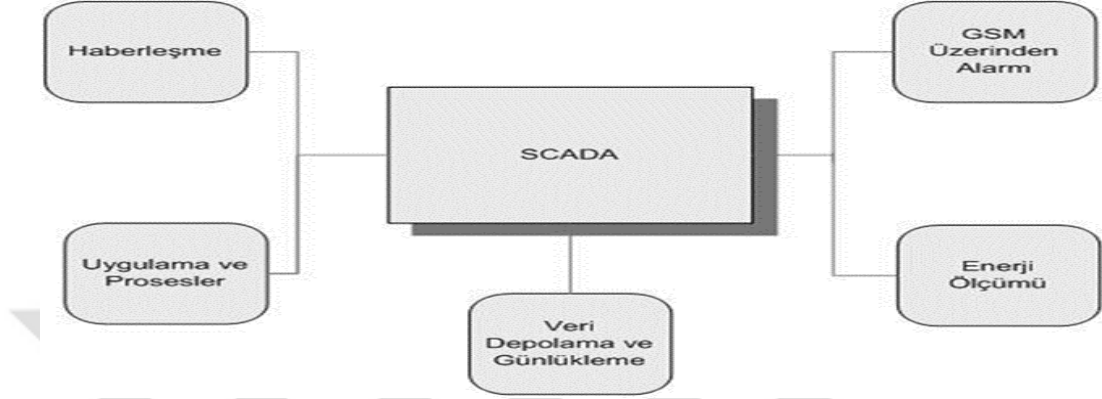 Haberleşme
GSM
Üzerinden
Alarm
SCADA
Uygulama ve
Prosesler
Enerji
Ölçümü
Veri
Depolama ve
Günlükleme